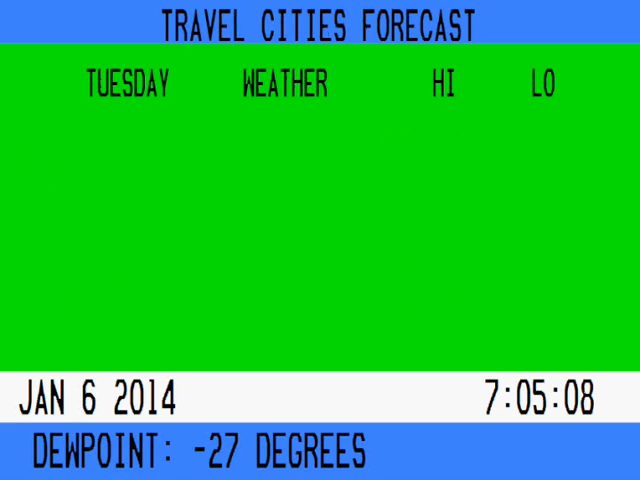 TRAVEL CITIES FORECAST
TUESDAY WEATHER HI LO
JAN 6 2014 7:05:08
DEWPOINT: -27 DEGREES